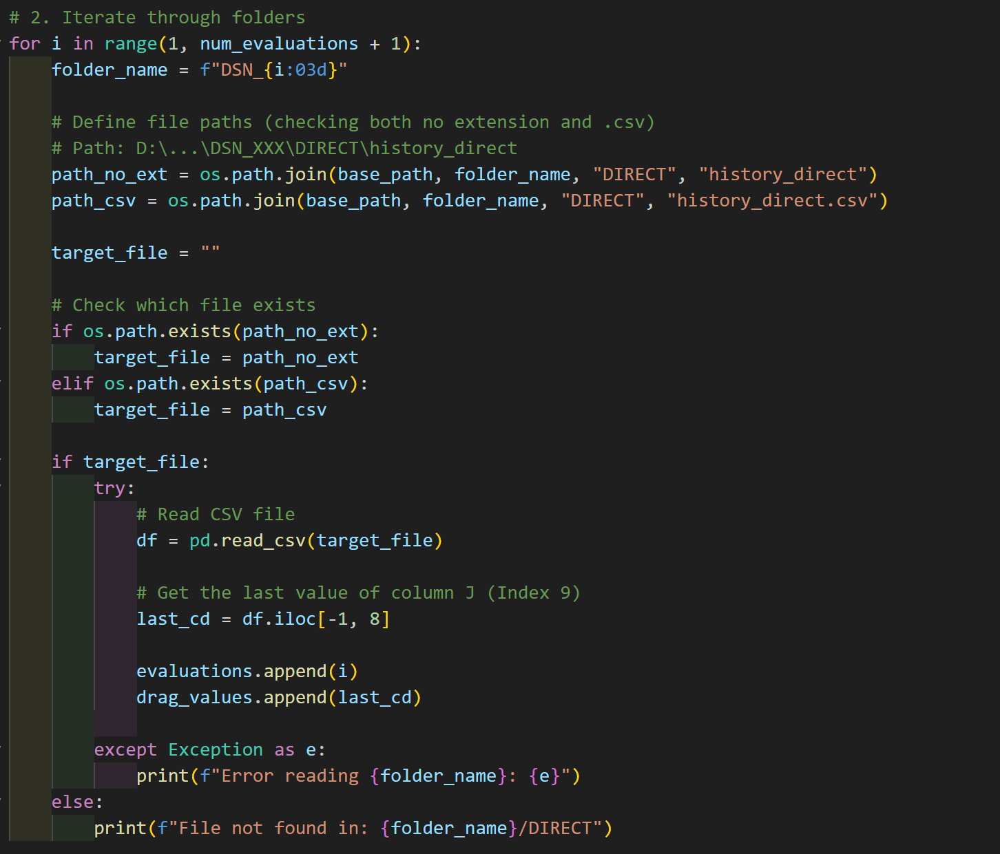 # 2. Iterate through folders
for i in range(1, num_evaluations + 1):
    folder_name = f"DSN_{i:03d}"

    # Define file paths (checking both no extension and .csv)
    # Path: D:\...\DSN_XXX\DIRECT\history_direct
    path_no_ext = os.path.join(base_path, folder_name, "DIRECT", "history_direct")
    path_csv = os.path.join(base_path, folder_name, "DIRECT", "history_direct.csv")

    target_file = ""

    # Check which file exists
    if os.path.exists(path_no_ext):
        target_file = path_no_ext
    elif os.path.exists(path_csv):
        target_file = path_csv

    if target_file:
        try:
            # Read CSV file
            df = pd.read_csv(target_file)

            # Get the last value of column J (Index 9)
            last_cd = df.iloc[-1, 8]

            evaluations.append(i)
            drag_values.append(last_cd)

        except Exception as e:
            print(f"Error reading {folder_name}: {e}")
    else:
        print(f"File not found in: {folder_name}/DIRECT")